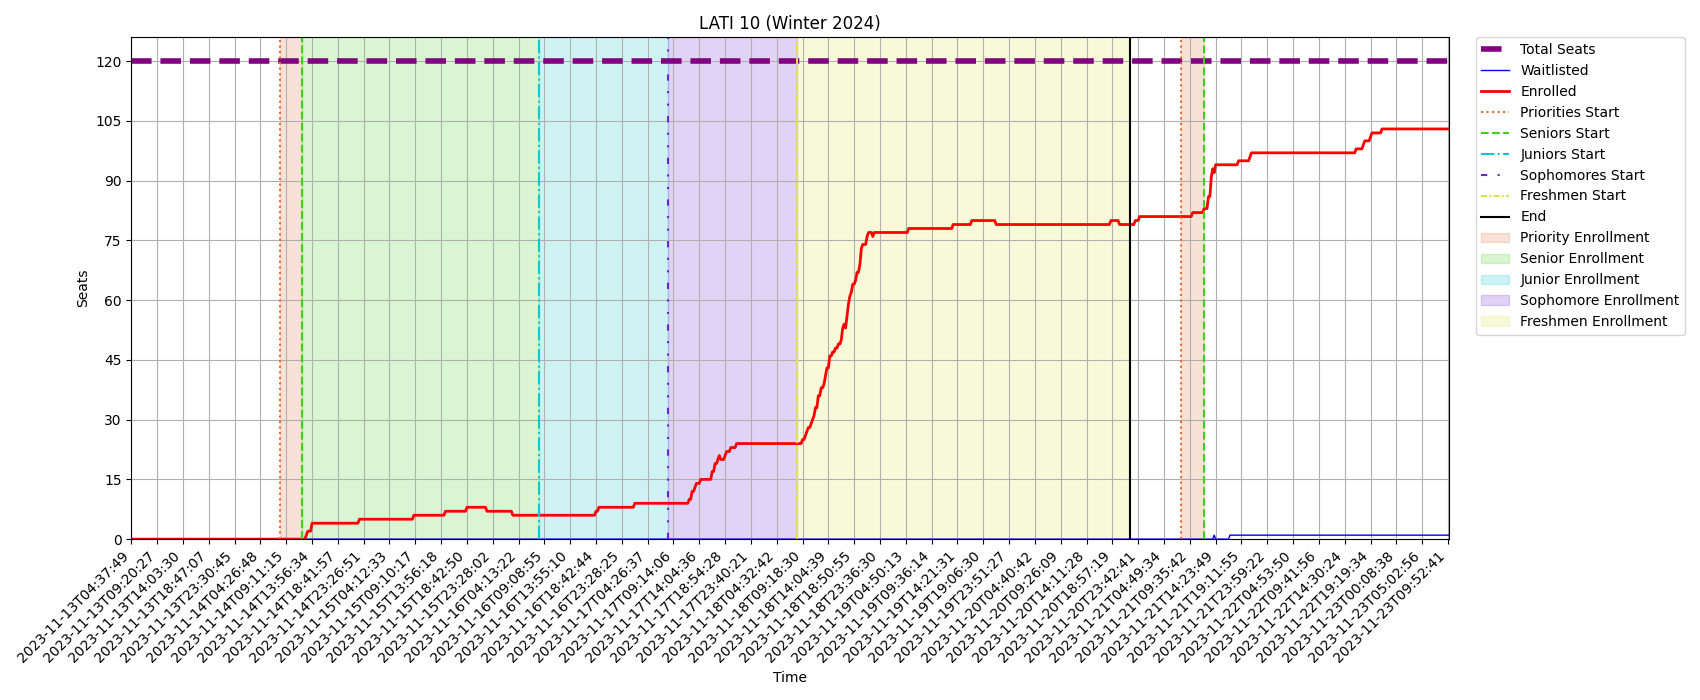 LATI 10 (Winter 2024)
120
105
90
75
60
45
30
15
0
Seats
2023-11-13T04:37:49
2023-11-13T09:20:27
2023-11-13T14:03:30
2023-11-13T18:47:07
2023-11-13T23:30:45
2023-11-14T04:26:48
2023-11-14T09:11:15
2023-11-14T13:56:34
2023-11-14T18:41:57
2023-11-14T23:26:51
2023-11-15T04:12:33
2023-11-15T09:10:17
2023-11-15T13:56:18
2023-11-15T18:42:50
2023-11-15T23:28:02
2023-11-16T04:13:22
2023-11-16T09:08:55
2023-11-16T13:55:10
2023-11-16T18:42:44
2023-11-16T23:28:25
2023-11-17T04:26:37
2023-11-17T09:14:06
2023-11-17T14:04:36
2023-11-17T18:54:28
2023-11-17T23:40:21
2023-11-18T04:32:42
2023-11-18T09:18:30
2023-11-18T14:04:39
2023-11-18T18:50:55
2023-11-18T23:36:30
2023-11-19T04:50:13
2023-11-19T09:36:14
2023-11-19T14:21:31
2023-11-19T19:06:30
2023-11-19T23:51:27
2023-11-20T04:40:42
2023-11-20T09:26:09
2023-11-20T14:11:28
2023-11-20T18:57:19
2023-11-20T23:42:41
2023-11-21T04:49:34
2023-11-21T09:35:42
2023-11-21T14:23:49
2023-11-21T19:11:55
2023-11-21T23:59:22
2023-11-22T04:53:50
2023-11-22T09:41:56
2023-11-22T14:30:24
2023-11-22T19:19:34
2023-11-23T00:08:38
2023-11-23T05:02:56
2023-11-23T09:52:41
Time
Total Seats
Waitlisted
Enrolled
Priorities Start
Seniors Start
Juniors Start
Sophomores Start
Freshmen Start
End
Priority Enrollment
Senior Enrollment
Junior Enrollment
Sophomore Enrollment
Freshmen Enrollment